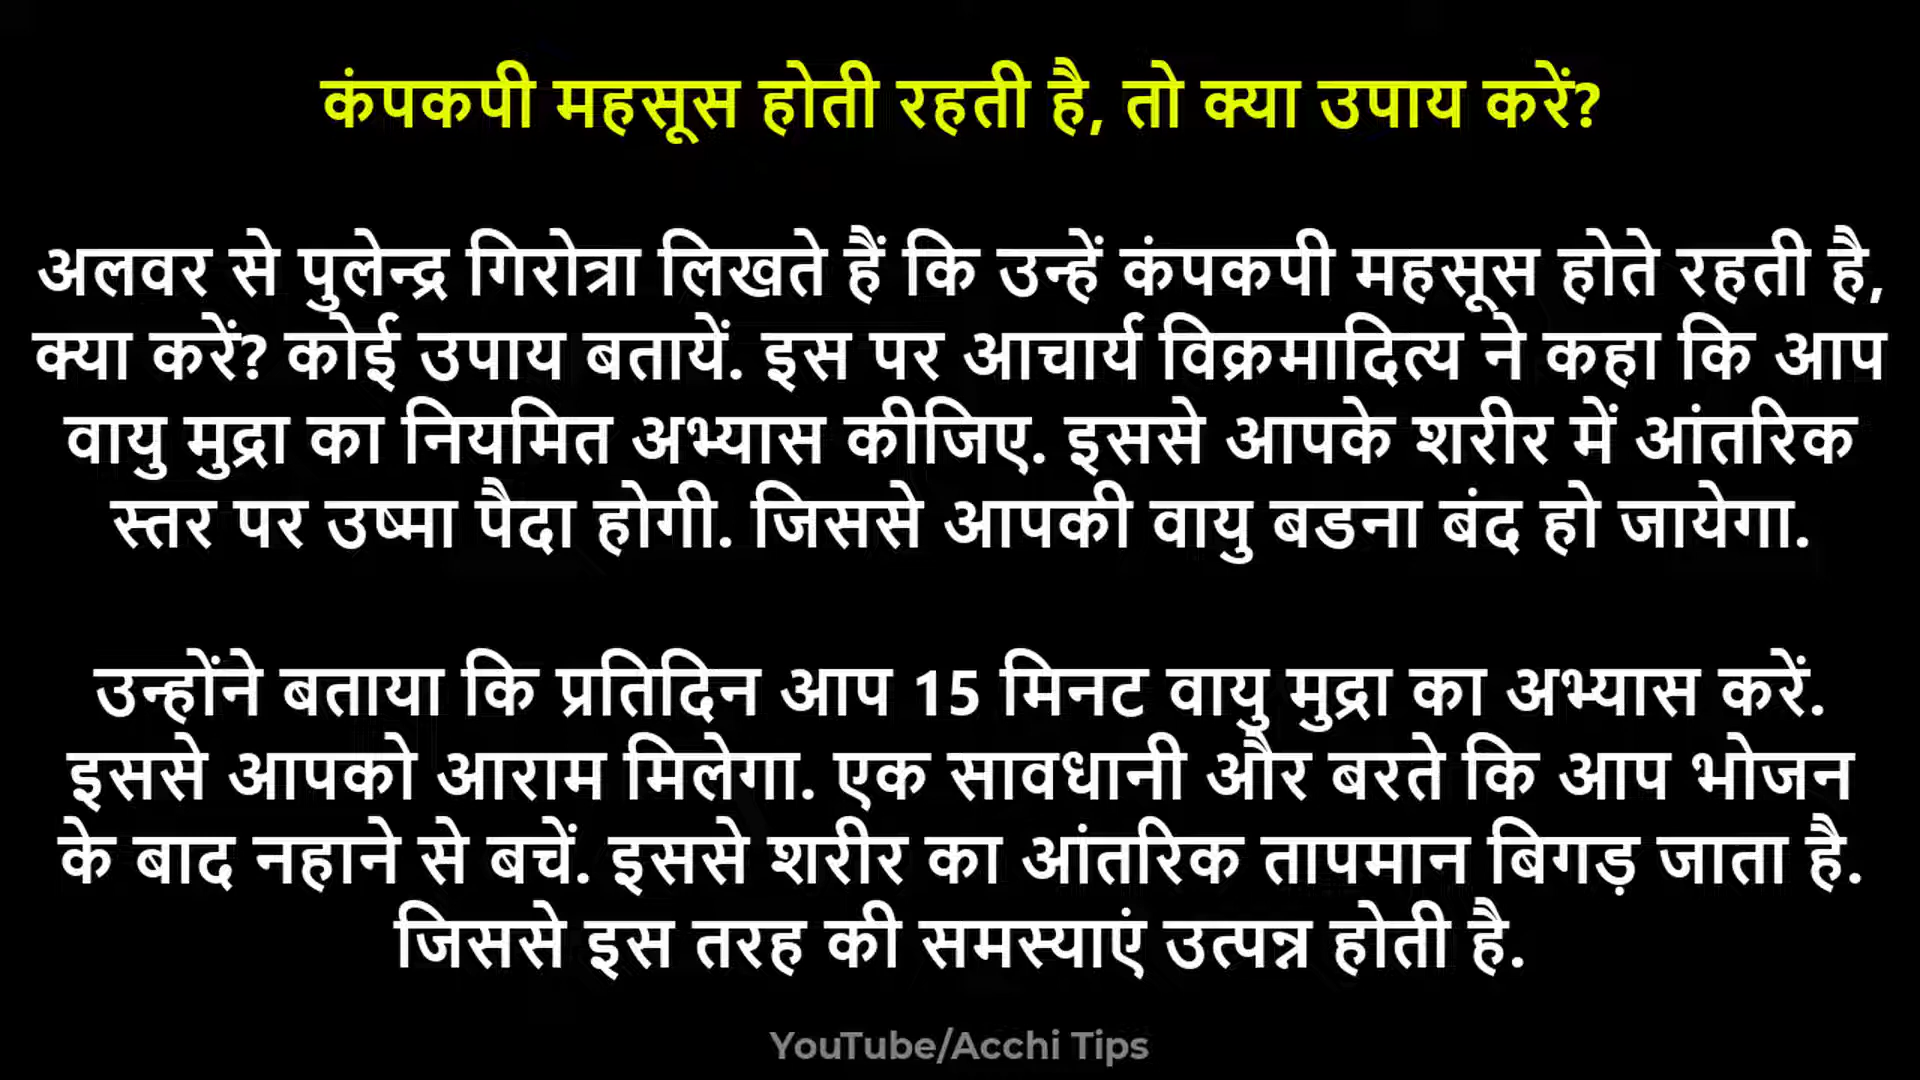 कंपकपी महसूस होती रहती है, तो क्या उपाय करें?
अलवर से पुलेन्द्र गिरोत्रा लिखते हैं कि उन्हें कंपकपी महसूस होते रहती है,
क्या करें? कोई उपाय बतायें. इस पर आचार्य विक्रमादित्य ने कहा कि आप
वायु मुद्रा का नियमित अभ्यास कीजिए. इससे आपके शरीर में आंतरिक
स्तर पर उष्मा पैदा होगी. जिससे आपकी वायु बडना बंद हो जायेगा.
उन्होंने बताया कि प्रतिदिन आप 15 मिनट वायु मुद्रा का अभ्यास करें.
इससे आपको आराम मिलेगा. एक सावधानी और बरते कि आप भोजन
के बाद नहाने से बचें. इससे शरीर का आंतरिक तापमान बिगड़ जाता है.
जिससे इस तरह की समस्याएं उत्पन्न होती है.
YouTube/Acchi Tips